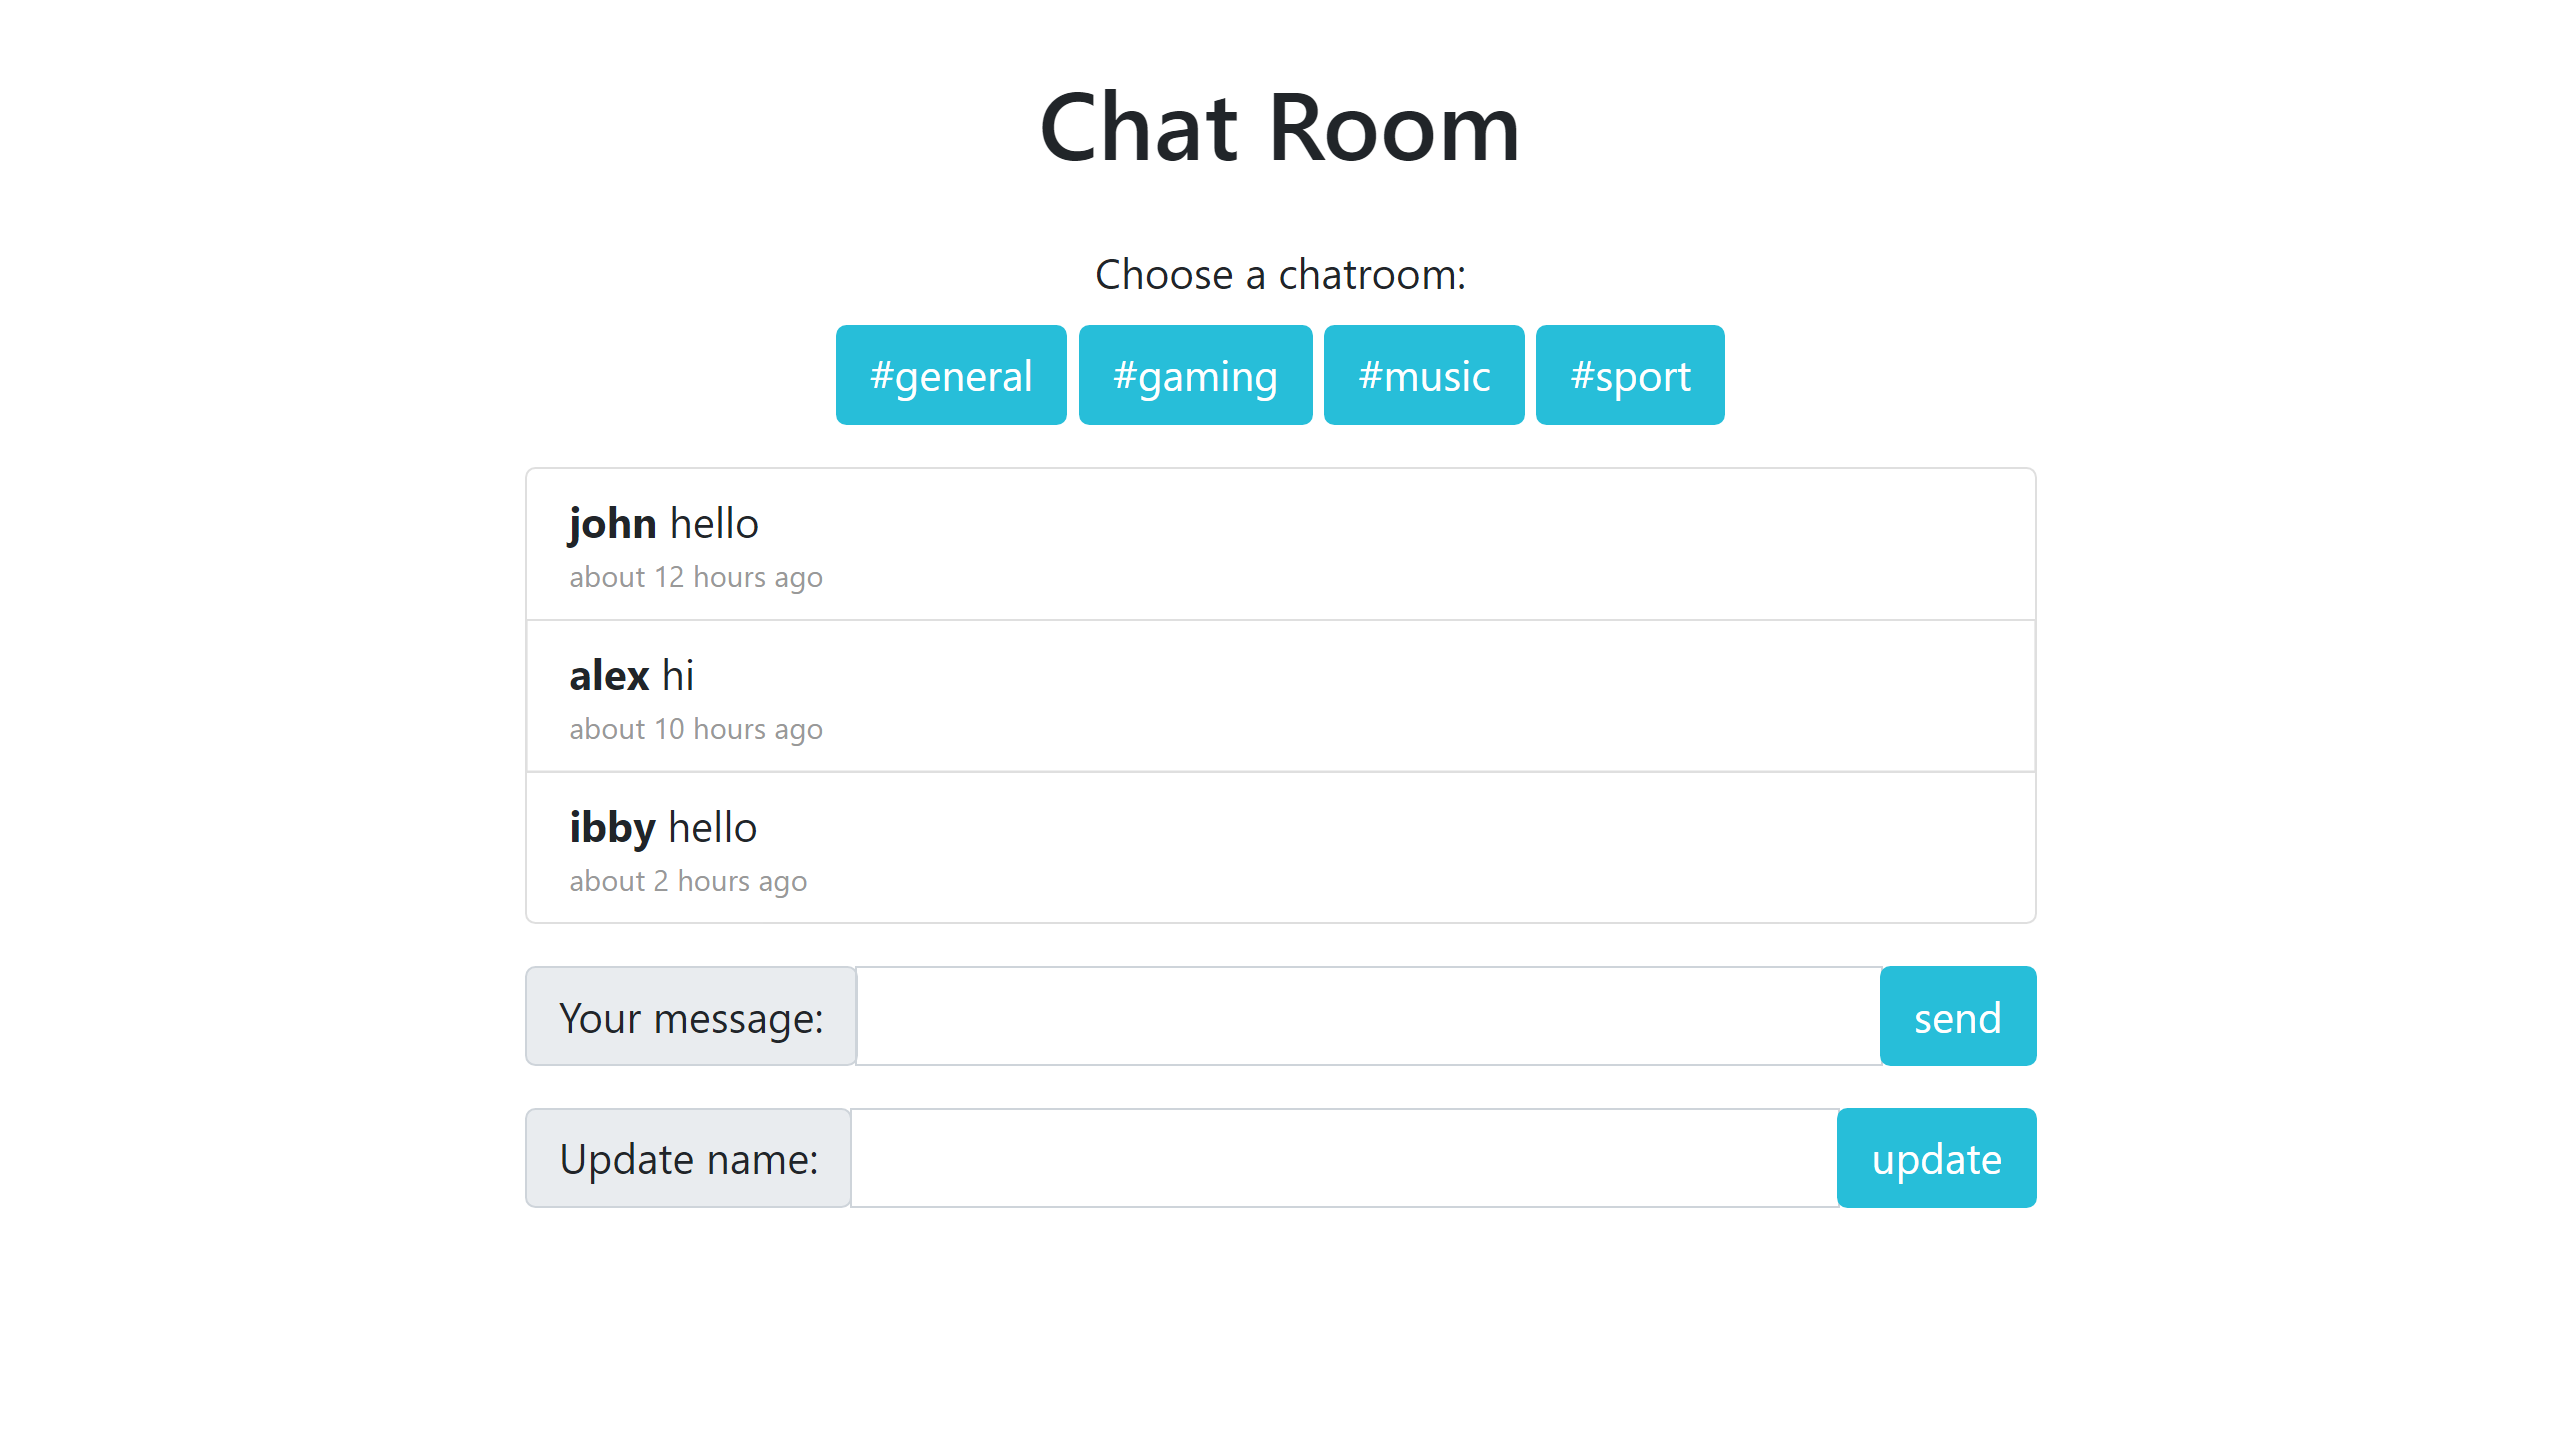 Chat Room
Choose a chatroom:
#general #gaming #music #sport
john hello
about 12 hours ago
alex hi
about 10 hours ago
ibby hello
about 2 hours ago
Your message: send
Update name: update